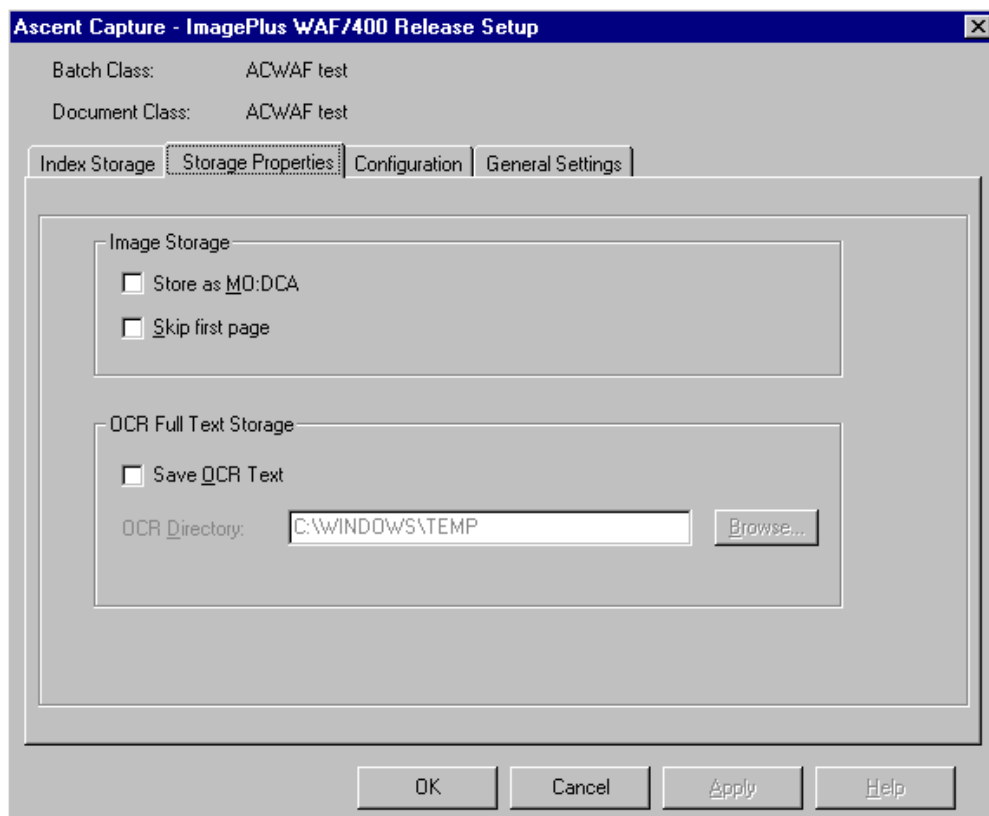 Ascent Capture - ImagePlus WAF/400 Release Setup
Batch Class: ACWAF test
Document Class: ACWAF test
Index Storage Storage Properties Configuration General Settings
Image Storage
Store as MO:DCA
Skip first page
OCR Full Text Storage
Save OCR Text
OCR Directory: C:\WINDOWS\TEMP Browse...
OK Cancel Apply Help